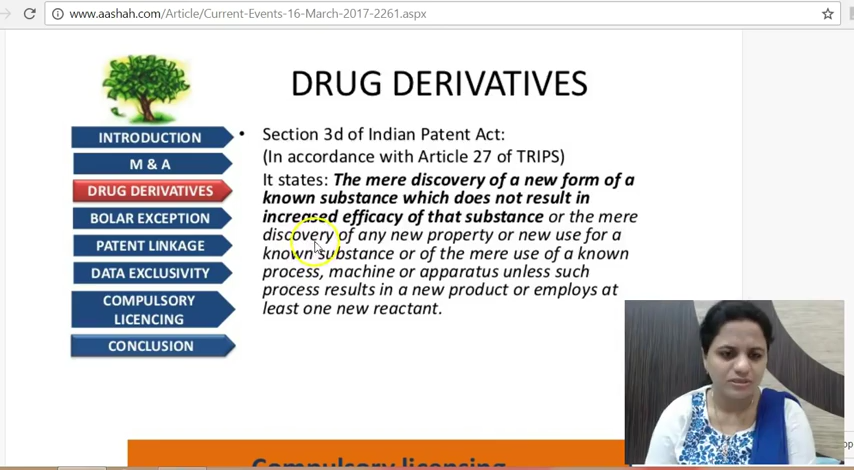 www.aashah.com/Article/Current-Events-16-March-2017-2261.aspx
DRUG DERIVATIVES
INTRODUCTION
M & A
DRUG DERIVATIVES
BOLAR EXCEPTION
PATENT LINKAGE
DATA EXCLUSIVITY
COMPULSORY
LICENCING
CONCLUSION
• Section 3d of Indian Patent Act:
(In accordance with Article 27 of TRIPS)
It states: The mere discovery of a new form of a
known substance which does not result in
increased efficacy of that substance or the mere
discovery of any new property or new use for a
known substance or of the mere use of a known
process, machine or apparatus unless such
process results in a new product or employs at
least one new reactant.
Compulsory licencing